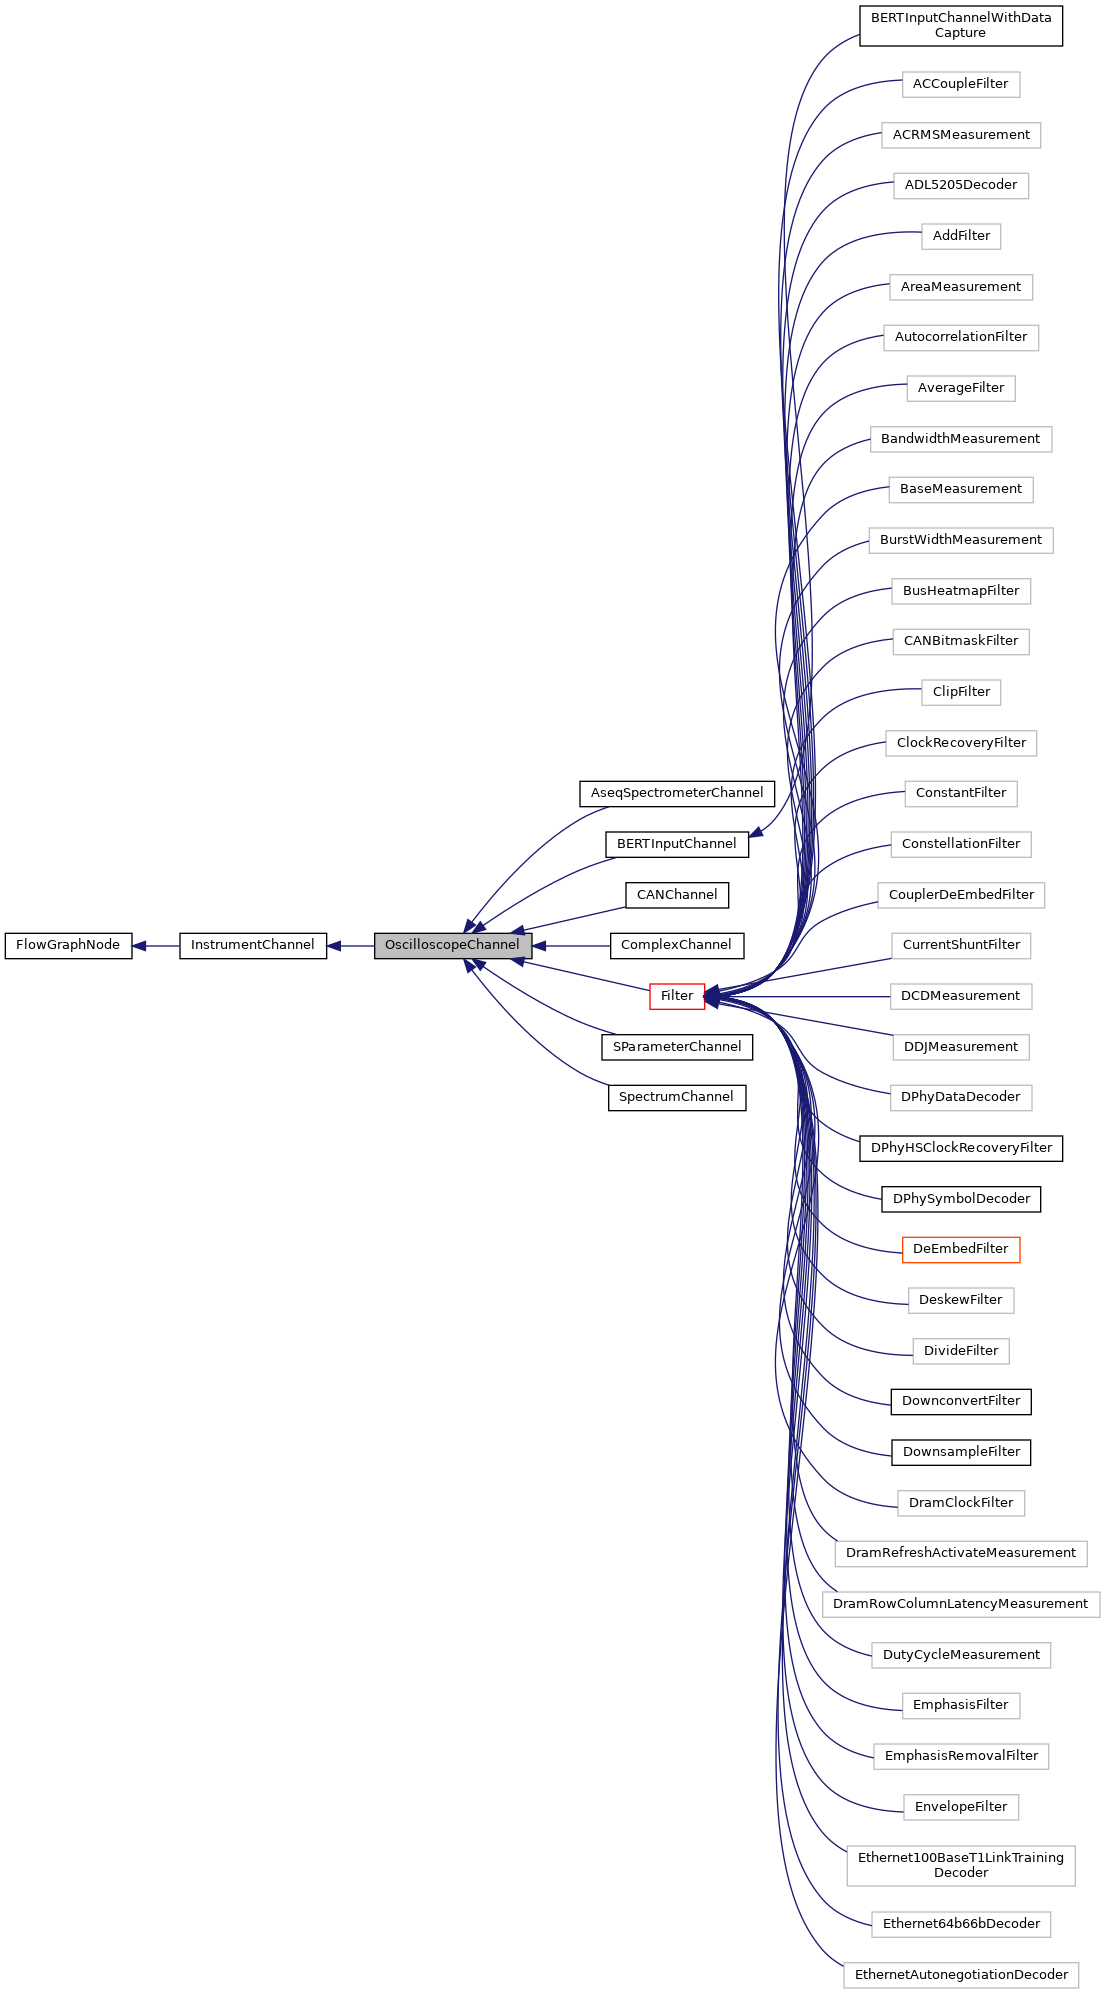 FlowGraphNode
InstrumentChannel
OscilloscopeChannel
AseqSpectrometerChannel
BERTInputChannel
CANChannel
ComplexChannel
Filter
SParameterChannel
SpectrumChannel
BERTInputChannelWithData
Capture
ACCoupleFilter
ACRMSMeasurement
ADL5205Decoder
AddFilter
AreaMeasurement
AutocorrelationFilter
AverageFilter
BandwidthMeasurement
BaseMeasurement
BurstWidthMeasurement
BusHeatmapFilter
CANBitmaskFilter
ClipFilter
ClockRecoveryFilter
ConstantFilter
ConstellationFilter
CouplerDeEmbedFilter
CurrentShuntFilter
DCDMeasurement
DDJMeasurement
DPhyDataDecoder
DPhyHSClockRecoveryFilter
DPhySymbolDecoder
DeEmbedFilter
DeskewFilter
DivideFilter
DownconvertFilter
DownsampleFilter
DramClockFilter
DramRefreshActivateMeasurement
DramRowColumnLatencyMeasurement
DutyCycleMeasurement
EmphasisFilter
EmphasisRemovalFilter
EnvelopeFilter
Ethernet100BaseT1LinkTraining
Decoder
Ethernet64b66bDecoder
EthernetAutonegotiationDecoder